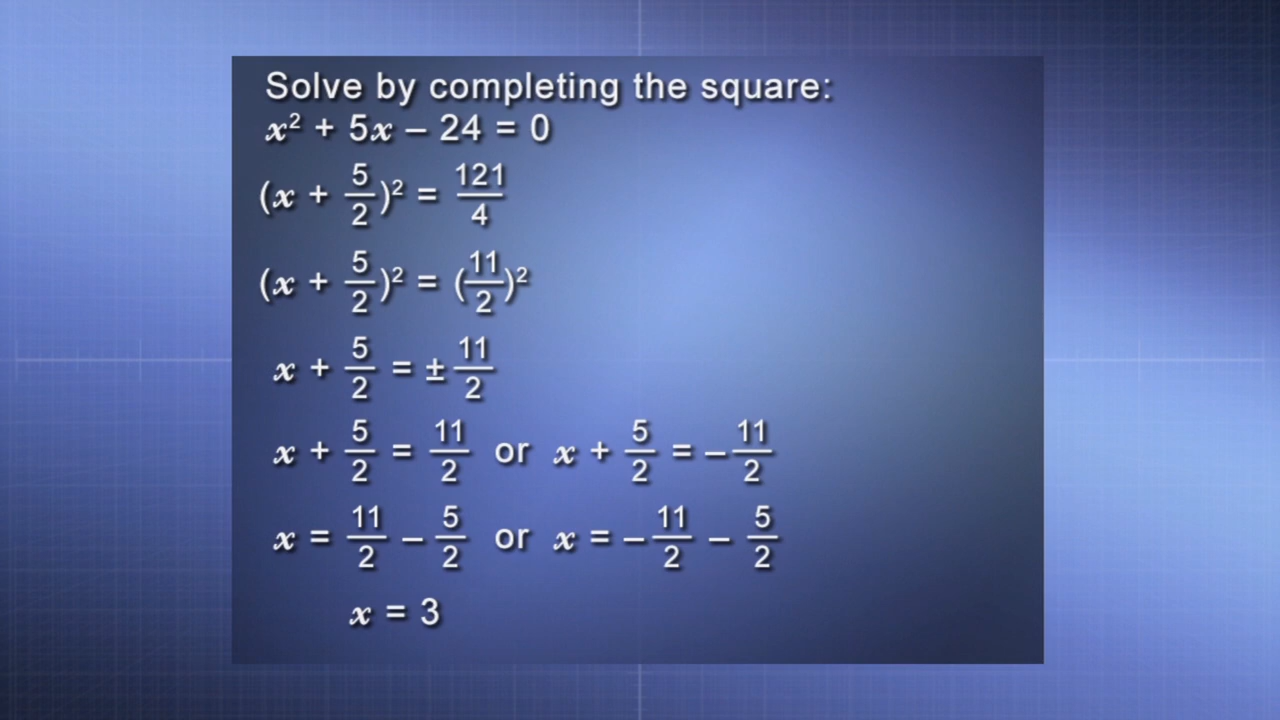 Solve by completing the square:
x² + 5x – 24 = 0
(x + 5/2)² = 121/4
(x + 5/2)² = (11/2)²
x + 5/2 = ± 11/2
x + 5/2 = 11/2 or x + 5/2 = – 11/2
x = 11/2 – 5/2 or x = – 11/2 – 5/2
x = 3